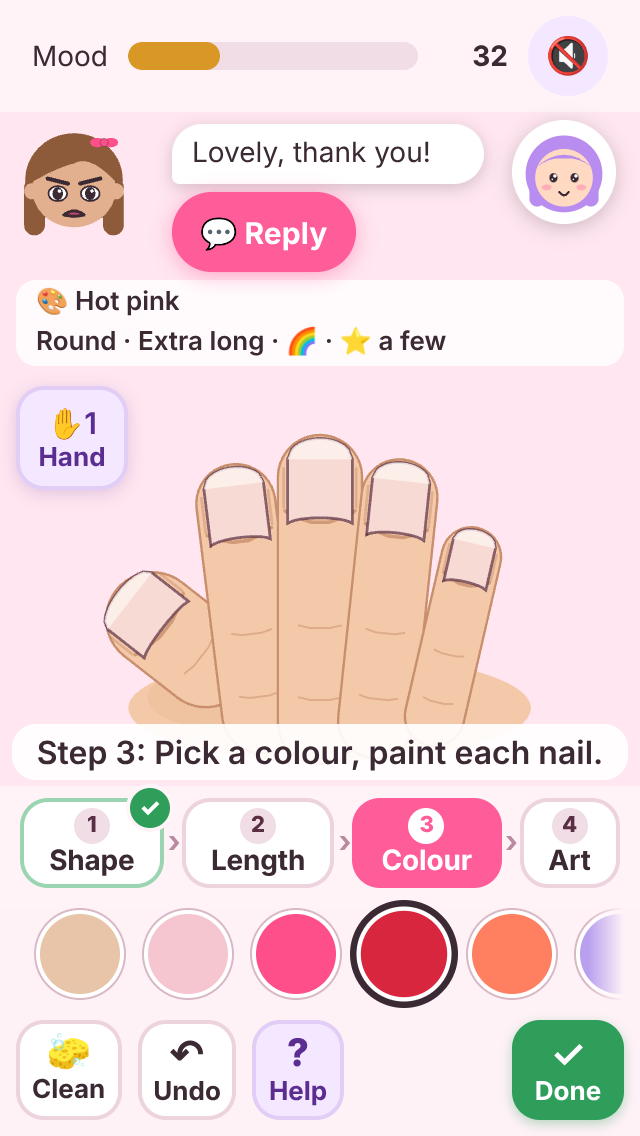 Mood
32
Lovely, thank you!
Reply
Hot pink
Round · Extra long · 🌈 · ⭐ a few
1
Hand
Step 3: Pick a colour, paint each nail.
1
Shape
2
Length
3
Colour
4
Art
Clean
Undo
?
Help
Done